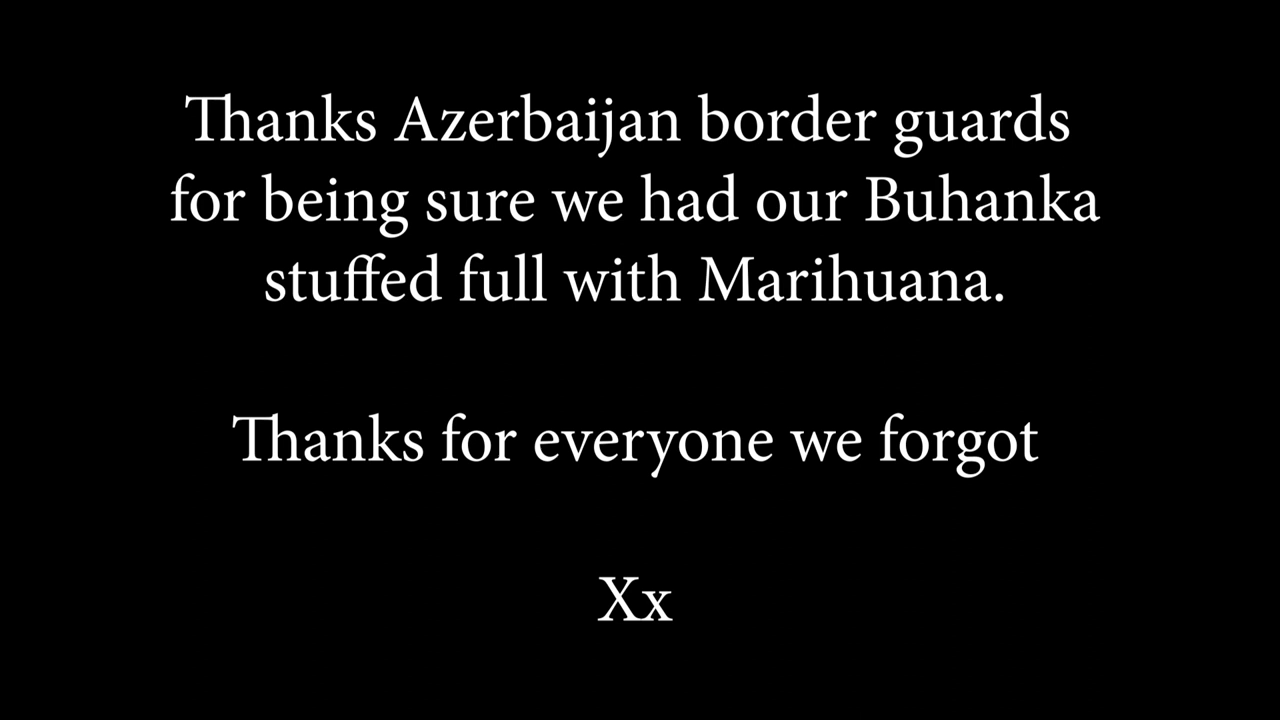 Thanks Azerbaijan border guards
for being sure we had our Buhanka
stuffed full with Marihuana.
Thanks for everyone we forgot
Xx